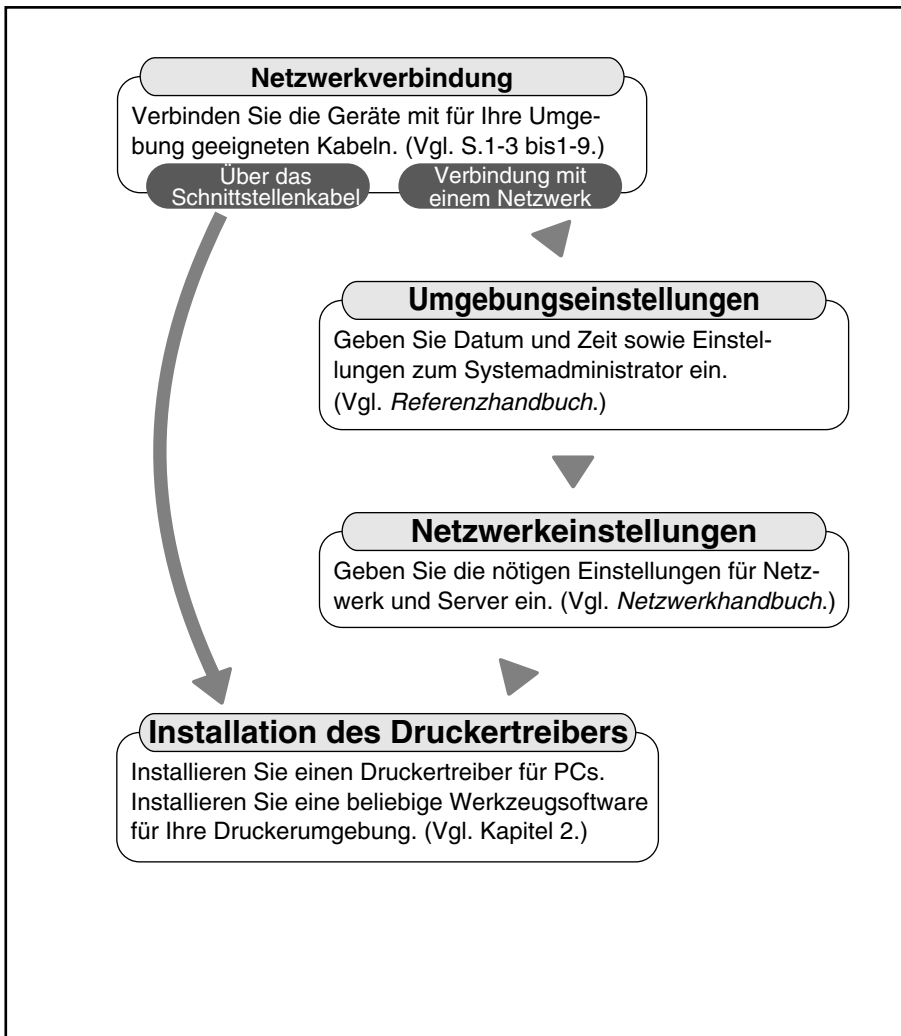 Netzwerkverbindung
Verbinden Sie die Geräte mit für Ihre Umge-
bung geeigneten Kabeln. (Vgl. S.1-3 bis1-9.)
Über das
Schnittstellenkabel
Verbindung mit
einem Netzwerk
Umgebungseinstellungen
Geben Sie Datum und Zeit sowie Einstel-
lungen zum Systemadministrator ein.
(Vgl. Referenzhandbuch.)
Netzwerkeinstellungen
Geben Sie die nötigen Einstellungen für Netz-
werk und Server ein. (Vgl. Netzwerkhandbuch.)
Installation des Druckertreibers
Installieren Sie einen Druckertreiber für PCs.
Installieren Sie eine beliebige Werkzeugsoftware
für Ihre Druckerumgebung. (Vgl. Kapitel 2.)